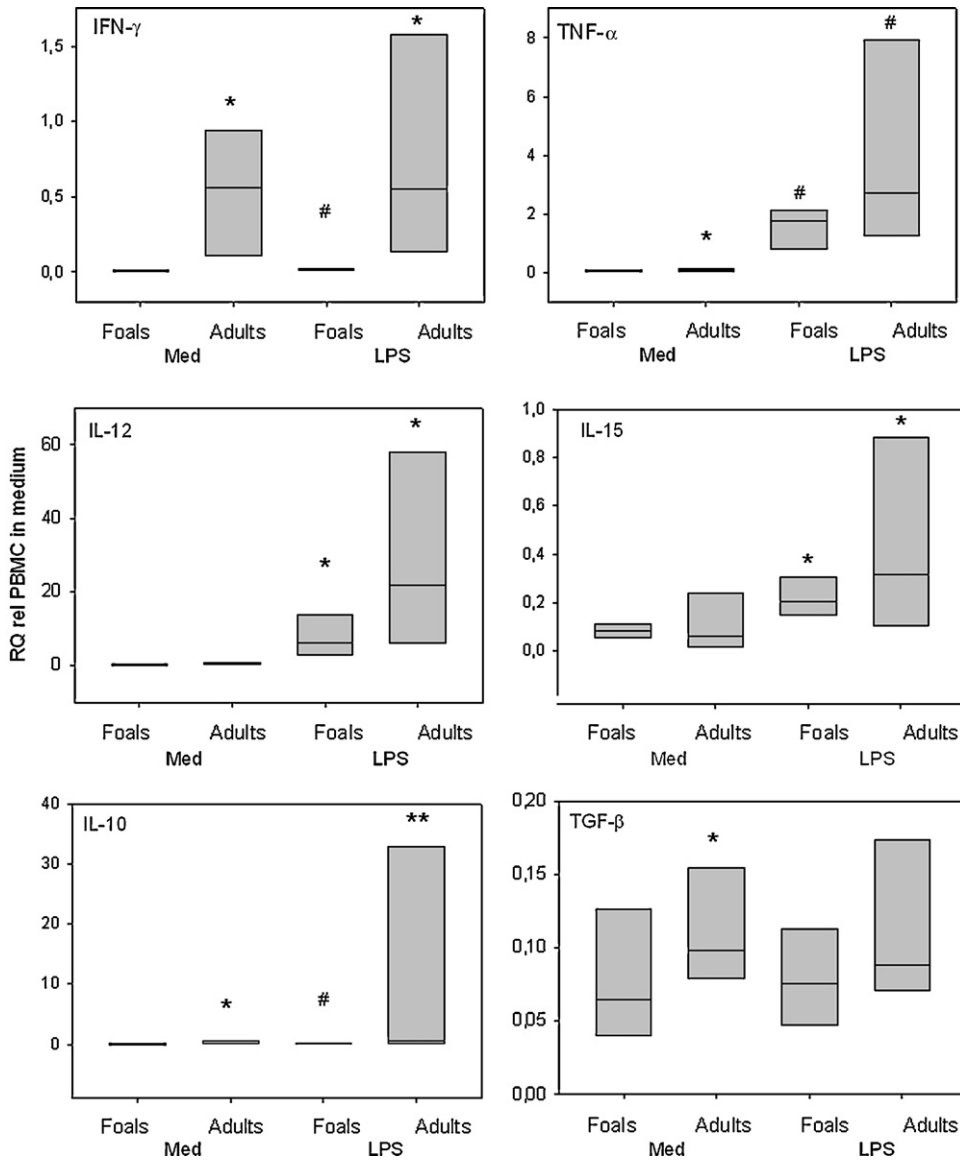 IFN-γ
*
*
#
1,5
1,0
0,5
0,0
Foals Adults Foals Adults
Med LPS
TNF-α
#
#
*
8
6
4
2
0
Foals Adults Foals Adults
Med LPS
RQ rel PBMC in medium
IL-12
*
*
60
40
20
0
Foals Adults Foals Adults
Med LPS
IL-15
*
*
1,0
0,8
0,6
0,4
0,2
0,0
Foals Adults Foals Adults
Med LPS
IL-10
**
*
#
40
30
20
10
0
Foals Adults Foals Adults
Med LPS
TGF-β
*
0,20
0,15
0,10
0,05
0,00
Foals Adults Foals Adults
Med LPS